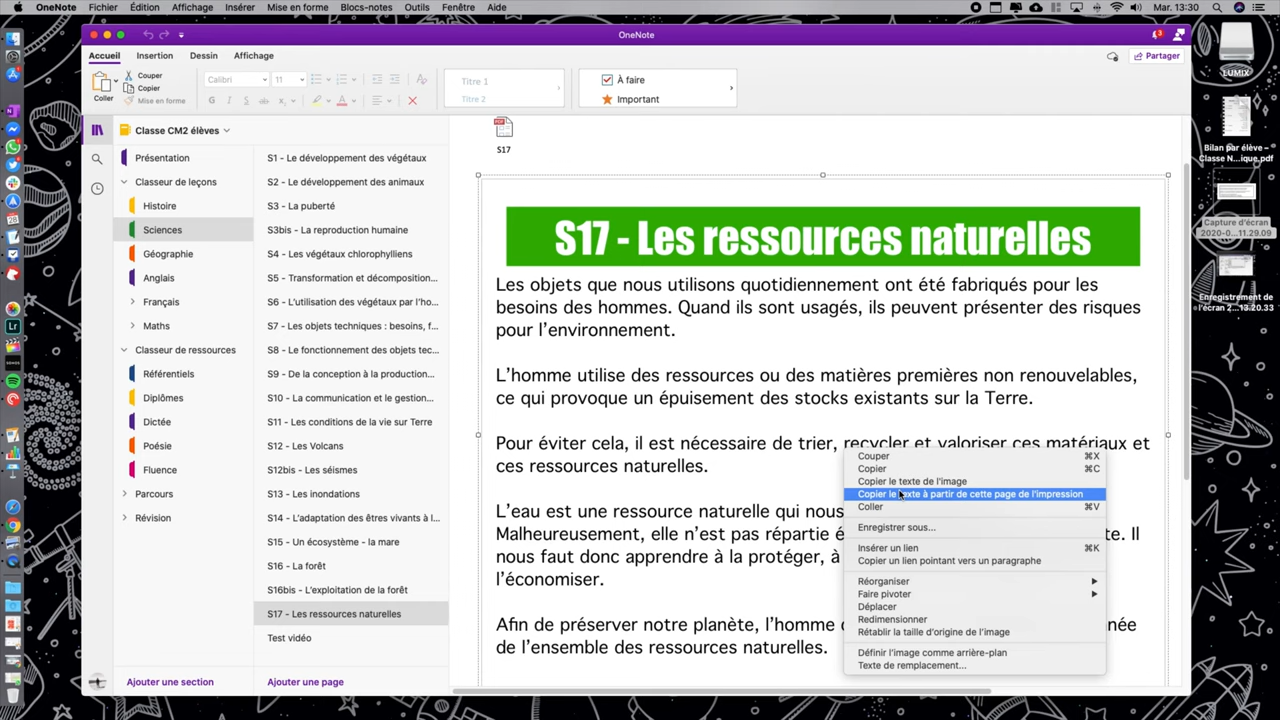 OneNote Fichier Édition Affichage Insérer Mise en forme Blocs-notes Outils Fenêtre Aide Mar. 13:30
OneNote
3
Accueil Insertion Dessin Affichage Partager
Coller
Couper
Copier
Mise en forme
Calibri 11
Titre 1
Titre 2
À faire
Important
LUMIX
Bilan par élève –
Classe N...ique.pdf
Capture d'écran
2020-0...11.29.09
Enregistrement de
l'écran 2...13.20.33
Classe CM2 élèves
Présentation
Classeur de leçons
Histoire
Sciences
Géographie
Anglais
Français
Maths
Classeur de ressources
Référentiels
Diplômes
Dictée
Poésie
Fluence
Parcours
Révision
Ajouter une section
S1 - Le développement des végétaux
S2 - Le développement des animaux
S3 - La puberté
S3bis - La reproduction humaine
S4 - Les végétaux chlorophylliens
S5 - Transformation et décomposition...
S6 - L'utilisation des végétaux par l'ho...
S7 - Les objets techniques : besoins, f...
S8 - Le fonctionnement des objets tec...
S9 - De la conception à la production...
S10 - La communication et le gestion...
S11 - Les conditions de la vie sur Terre
S12 - Les Volcans
S12bis - Les séismes
S13 - Les inondations
S14 - L'adaptation des êtres vivants à l...
S15 - Un écosystème - la mare
S16 - La forêt
S16bis - L'exploitation de la forêt
S17 - Les ressources naturelles
Test vidéo
Ajouter une page
PDF
S17
S17 - Les ressources naturelles
Les objets que nous utilisons quotidiennement ont été fabriqués pour les
besoins des hommes. Quand ils sont usagés, ils peuvent présenter des risques
pour l'environnement.
L'homme utilise des ressources ou des matières premières non renouvelables,
ce qui provoque un épuisement des stocks existants sur la Terre.
Pour éviter cela, il est nécessaire de trier, recycler et valoriser ces matériaux et
ces ressources naturelles.
L'eau est une ressource naturelle qui nous
Malheureusement, elle n'est pas répartie é te. Il
nous faut donc apprendre à la protéger, à
l'économiser.
Afin de préserver notre planète, l'homme née
de l'ensemble des ressources naturelles.
Couper ⌘X
Copier ⌘C
Copier le texte de l'image
Copier le texte à partir de cette page de l'impression
Coller ⌘V
Enregistrer sous...
Insérer un lien ⌘K
Copier un lien pointant vers un paragraphe
Réorganiser
Faire pivoter
Déplacer
Redimensionner
Rétablir la taille d'origine de l'image
Définir l'image comme arrière-plan
Texte de remplacement...